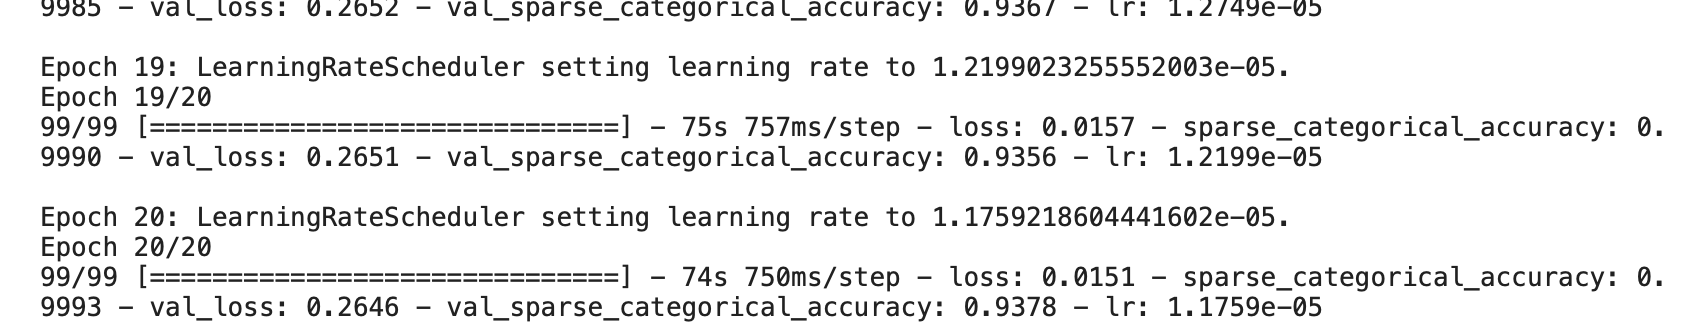 9985 - val_loss: 0.2652 - val_sparse_categorical_accuracy: 0.9367 - lr: 1.2749e-05
Epoch 19: LearningRateScheduler setting learning rate to 1.2199023255552003e-05.
Epoch 19/20
99/99 [==============================] - 75s 757ms/step - loss: 0.0157 - sparse_categorical_accuracy: 0.
9990 - val_loss: 0.2651 - val_sparse_categorical_accuracy: 0.9356 - lr: 1.2199e-05
Epoch 20: LearningRateScheduler setting learning rate to 1.1759218604441602e-05.
Epoch 20/20
99/99 [==============================] - 74s 750ms/step - loss: 0.0151 - sparse_categorical_accuracy: 0.
9993 - val_loss: 0.2646 - val_sparse_categorical_accuracy: 0.9378 - lr: 1.1759e-05